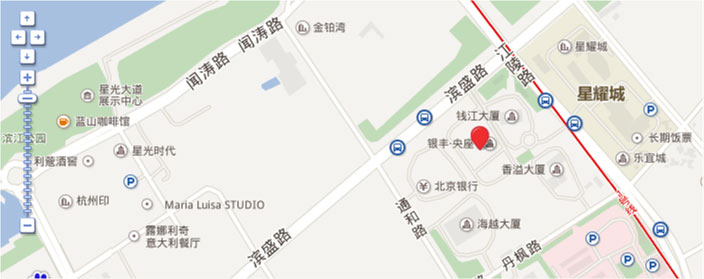 金铂湾
闻涛路
闻涛路
滨盛路
江陵路
星耀城
星耀城
星光大道
展示中心
蓝山咖啡馆
滨江公园
利蔻酒窖
星光时代
钱江大厦
银丰·央座
长期饭票
乐宜城
香溢大厦
北京银行
杭州印
Maria Luisa STUDIO
露娜利奇
意大利餐厅
通和路
海越大厦
滨盛路
丹枫路
P
P
P
P
P